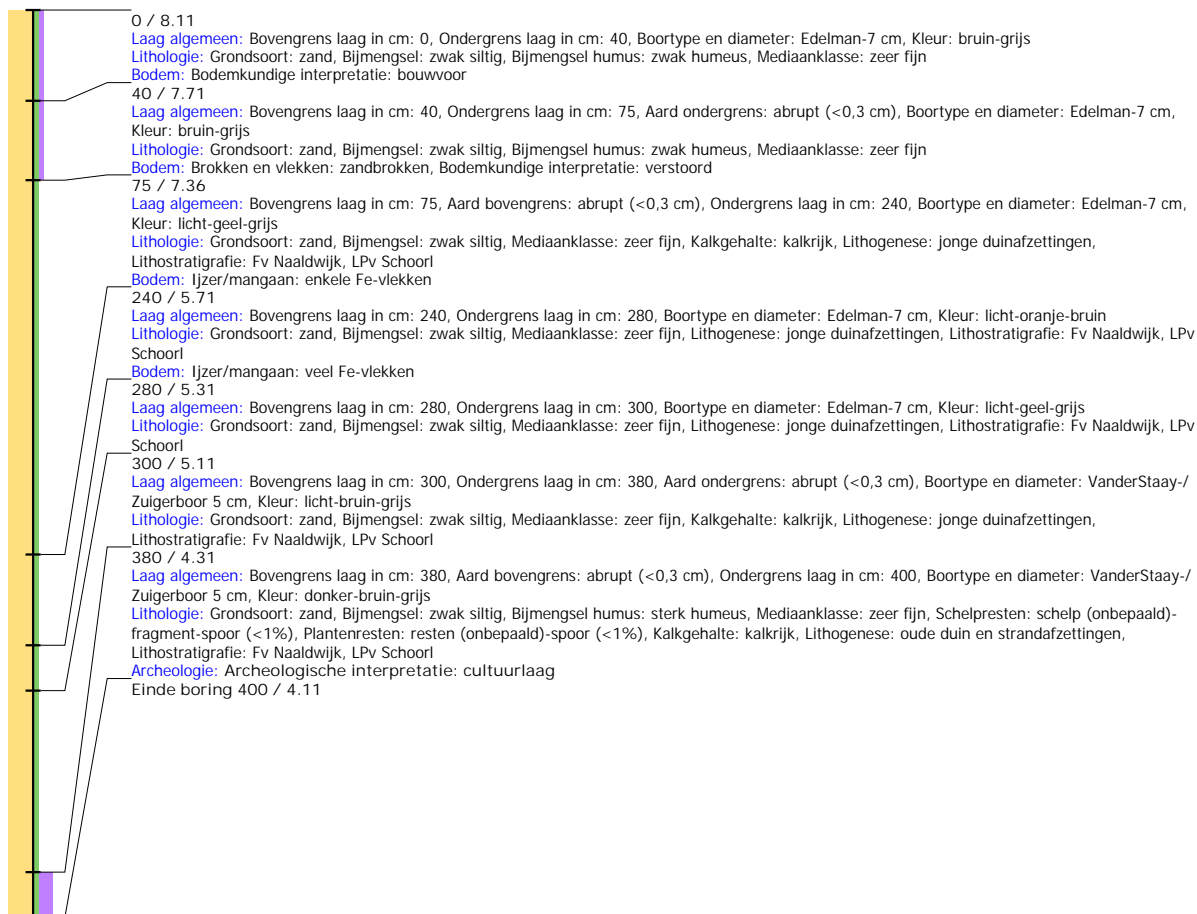 0 / 8.11
Laag algemeen: Bovengrens laag in cm: 0, Ondergrens laag in cm: 40, Boortype en diameter: Edelman-7 cm, Kleur: bruin-grijs
Lithologie: Grondsoort: zand, Bijmengsel: zwak siltig, Bijmengsel humus: zwak humeus, Mediaanklasse: zeer fijn
Bodem: Bodemkundige interpretatie: bouwvoor
40 / 7.71
Laag algemeen: Bovengrens laag in cm: 40, Ondergrens laag in cm: 75, Aard ondergrens: abrupt (<0,3 cm), Boortype en diameter: Edelman-7 cm,
Kleur: bruin-grijs
Lithologie: Grondsoort: zand, Bijmengsel: zwak siltig, Bijmengsel humus: zwak humeus, Mediaanklasse: zeer fijn
Bodem: Brokken en vlekken: zandbrokken, Bodemkundige interpretatie: verstoord
75 / 7.36
Laag algemeen: Bovengrens laag in cm: 75, Aard bovengrens: abrupt (<0,3 cm), Ondergrens laag in cm: 240, Boortype en diameter: Edelman-7 cm,
Kleur: licht-geel-grijs
Lithologie: Grondsoort: zand, Bijmengsel: zwak siltig, Mediaanklasse: zeer fijn, Kalkgehalte: kalkrijk, Lithogenese: jonge duinafzettingen,
Lithostratigrafie: Fv Naaldwijk, LPv Schoorl
Bodem: Ijzer/mangaan: enkele Fe-vlekken
240 / 5.71
Laag algemeen: Bovengrens laag in cm: 240, Ondergrens laag in cm: 280, Boortype en diameter: Edelman-7 cm, Kleur: licht-oranje-bruin
Lithologie: Grondsoort: zand, Bijmengsel: zwak siltig, Mediaanklasse: zeer fijn, Lithogenese: jonge duinafzettingen, Lithostratigrafie: Fv Naaldwijk, LPv
Schoorl
Bodem: Ijzer/mangaan: veel Fe-vlekken
280 / 5.31
Laag algemeen: Bovengrens laag in cm: 280, Ondergrens laag in cm: 300, Boortype en diameter: Edelman-7 cm, Kleur: licht-geel-grijs
Lithologie: Grondsoort: zand, Bijmengsel: zwak siltig, Mediaanklasse: zeer fijn, Lithogenese: jonge duinafzettingen, Lithostratigrafie: Fv Naaldwijk, LPv
Schoorl
300 / 5.11
Laag algemeen: Bovengrens laag in cm: 300, Ondergrens laag in cm: 380, Aard ondergrens: abrupt (<0,3 cm), Boortype en diameter: VanderStaay-/
Zuigerboor 5 cm, Kleur: licht-bruin-grijs
Lithologie: Grondsoort: zand, Bijmengsel: zwak siltig, Mediaanklasse: zeer fijn, Kalkgehalte: kalkrijk, Lithogenese: jonge duinafzettingen,
Lithostratigrafie: Fv Naaldwijk, LPv Schoorl
380 / 4.31
Laag algemeen: Bovengrens laag in cm: 380, Aard bovengrens: abrupt (<0,3 cm), Ondergrens laag in cm: 400, Boortype en diameter: VanderStaay-/
Zuigerboor 5 cm, Kleur: donker-bruin-grijs
Lithologie: Grondsoort: zand, Bijmengsel: zwak siltig, Bijmengsel humus: sterk humeus, Mediaanklasse: zeer fijn, Schelpresten: schelp (onbepaald)-
fragment-spoor (<1%), Plantenresten: resten (onbepaald)-spoor (<1%), Kalkgehalte: kalkrijk, Lithogenese: oude duin en strandafzettingen,
Lithostratigrafie: Fv Naaldwijk, LPv Schoorl
Archeologie: Archeologische interpretatie: cultuurlaag
Einde boring 400 / 4.11